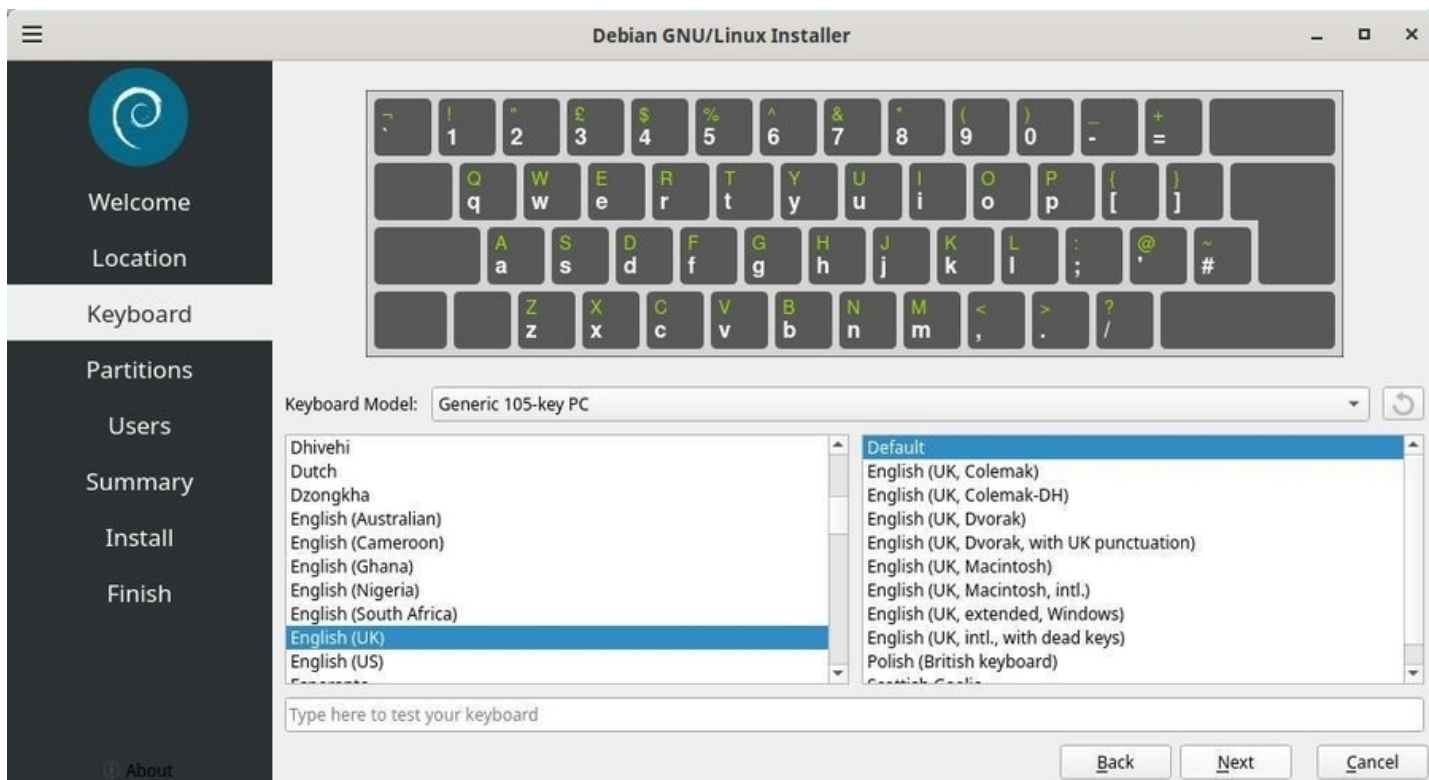 Debian GNU/Linux Installer
Welcome
Location
Keyboard
Partitions
Users
Summary
Install
Finish
About
¬ ! " £ $ % ^ & * ( ) _ +
` 1 2 3 4 5 6 7 8 9 0 - =
Q W E R T Y U I O P { }
q w e r t y u i o p [ ]
A S D F G H J K L : @ ~
a s d f g h j k l ; ' #
Z X C V B N M < > ?
z x c v b n m , . /
Keyboard Model: Generic 105-key PC
Dhivehi
Dutch
Dzongkha
English (Australian)
English (Cameroon)
English (Ghana)
English (Nigeria)
English (South Africa)
English (UK)
English (US)
Default
English (UK, Colemak)
English (UK, Colemak-DH)
English (UK, Dvorak)
English (UK, Dvorak, with UK punctuation)
English (UK, Macintosh)
English (UK, Macintosh, intl.)
English (UK, extended, Windows)
English (UK, intl., with dead keys)
Polish (British keyboard)
Type here to test your keyboard
Back Next Cancel